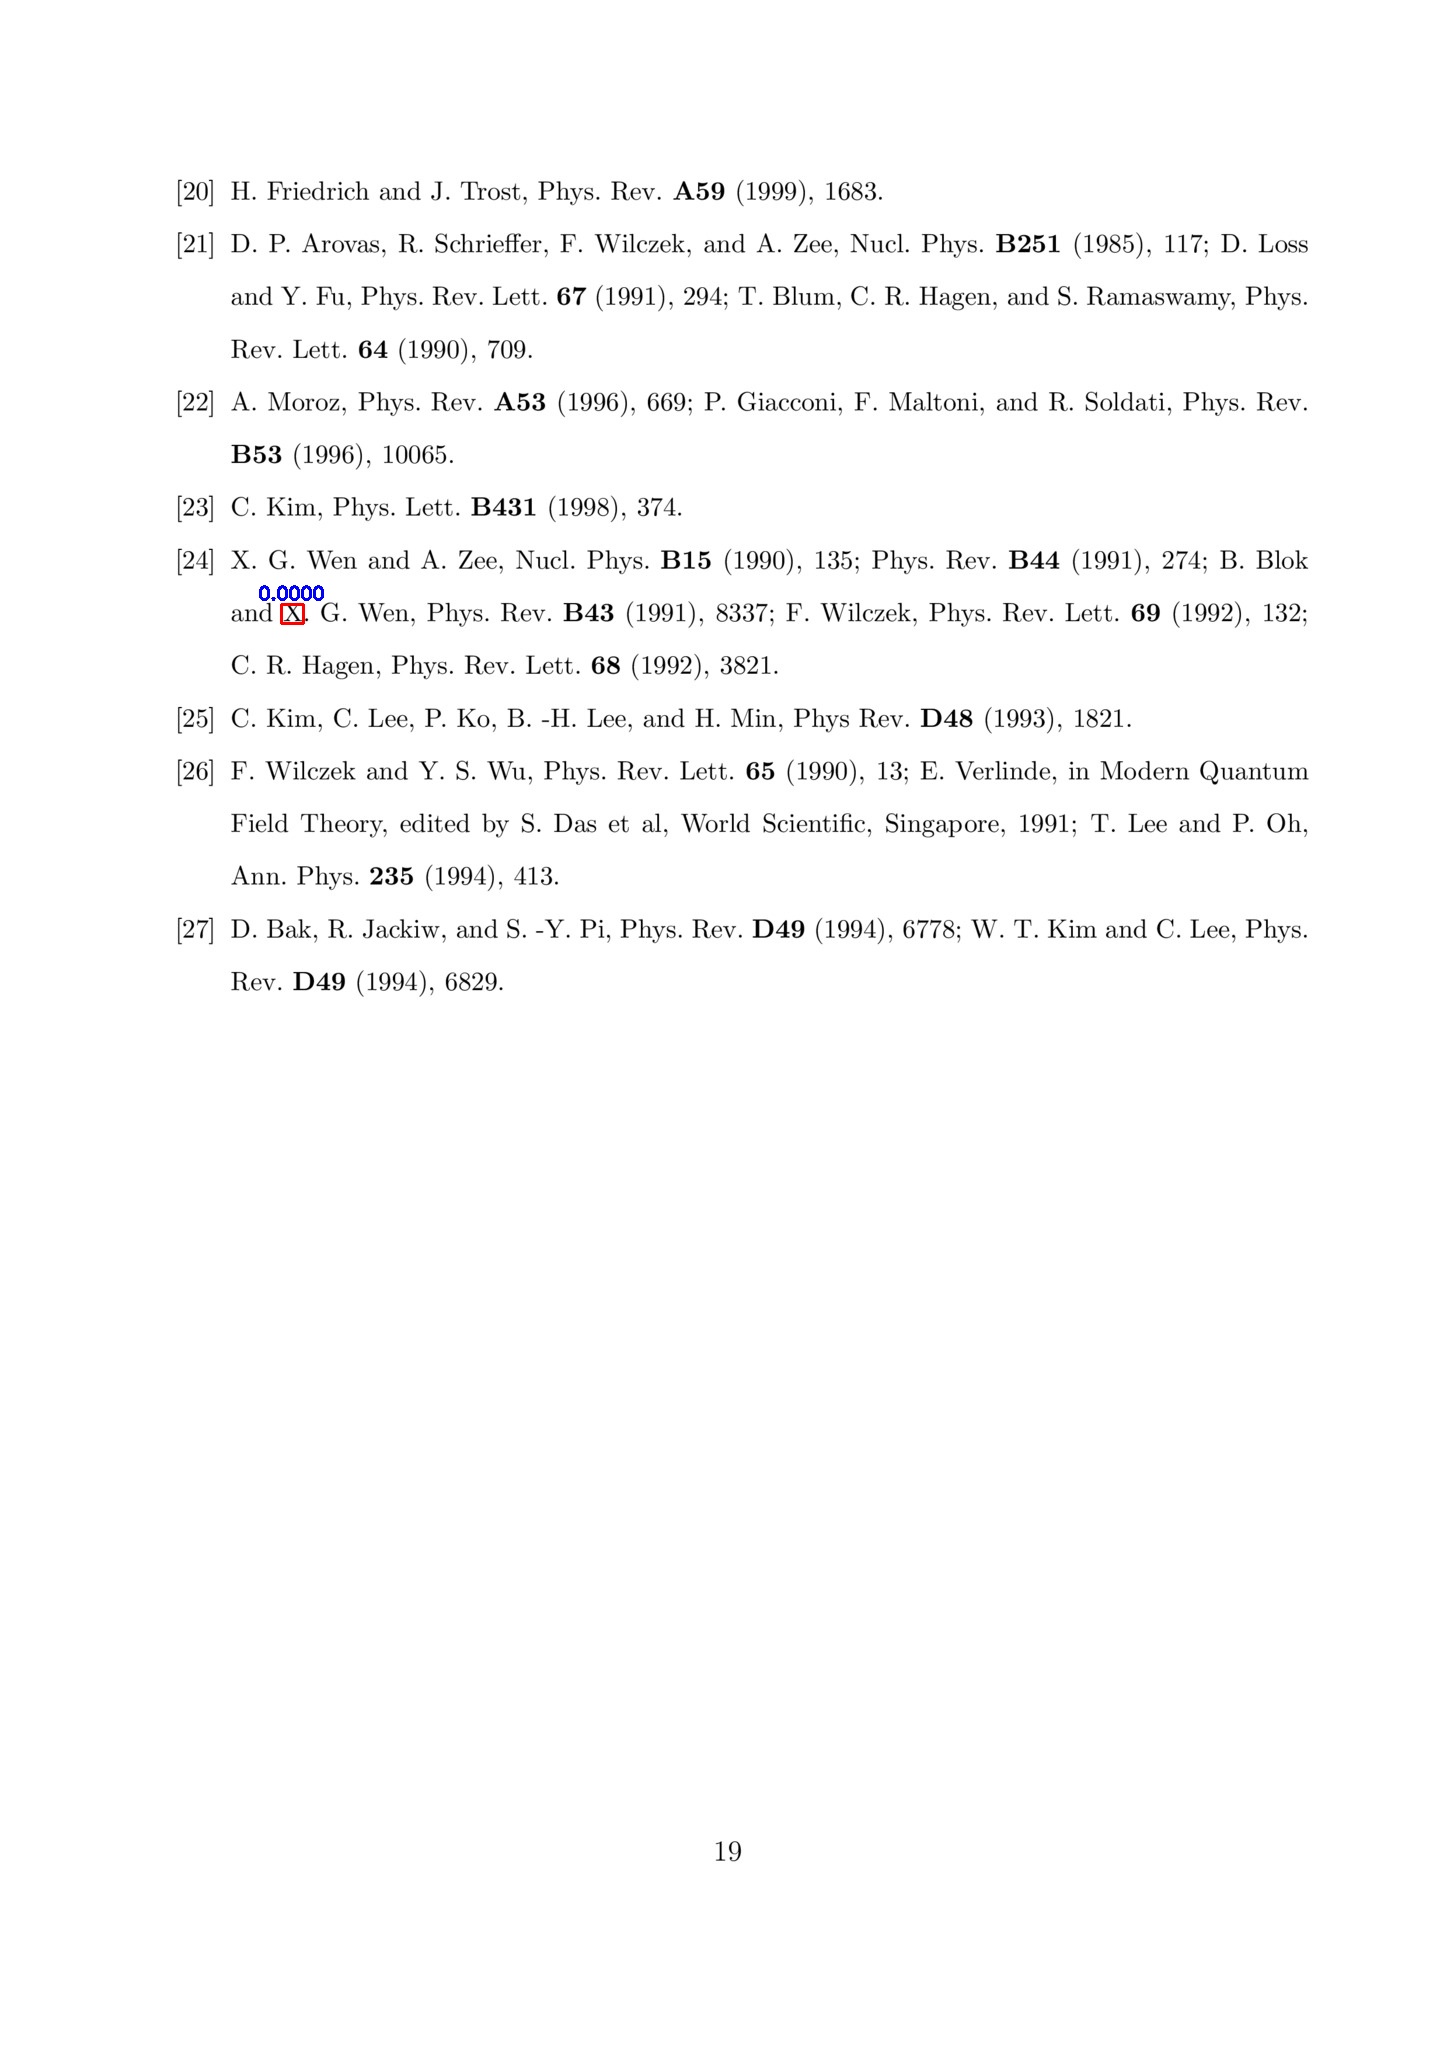 [20] H. Friedrich and J. Trost, Phys. Rev. A59 (1999), 1683.
[21] D. P. Arovas, R. Schrieffer, F. Wilczek, and A. Zee, Nucl. Phys. B251 (1985), 117; D. Loss
and Y. Fu, Phys. Rev. Lett. 67 (1991), 294; T. Blum, C. R. Hagen, and S. Ramaswamy, Phys.
Rev. Lett. 64 (1990), 709.
[22] A. Moroz, Phys. Rev. A53 (1996), 669; P. Giacconi, F. Maltoni, and R. Soldati, Phys. Rev.
B53 (1996), 10065.
[23] C. Kim, Phys. Lett. B431 (1998), 374.
[24] X. G. Wen and A. Zee, Nucl. Phys. B15 (1990), 135; Phys. Rev. B44 (1991), 274; B. Blok
0.0000
and X. G. Wen, Phys. Rev. B43 (1991), 8337; F. Wilczek, Phys. Rev. Lett. 69 (1992), 132;
C. R. Hagen, Phys. Rev. Lett. 68 (1992), 3821.
[25] C. Kim, C. Lee, P. Ko, B. -H. Lee, and H. Min, Phys Rev. D48 (1993), 1821.
[26] F. Wilczek and Y. S. Wu, Phys. Rev. Lett. 65 (1990), 13; E. Verlinde, in Modern Quantum
Field Theory, edited by S. Das et al, World Scientific, Singapore, 1991; T. Lee and P. Oh,
Ann. Phys. 235 (1994), 413.
[27] D. Bak, R. Jackiw, and S. -Y. Pi, Phys. Rev. D49 (1994), 6778; W. T. Kim and C. Lee, Phys.
Rev. D49 (1994), 6829.
19